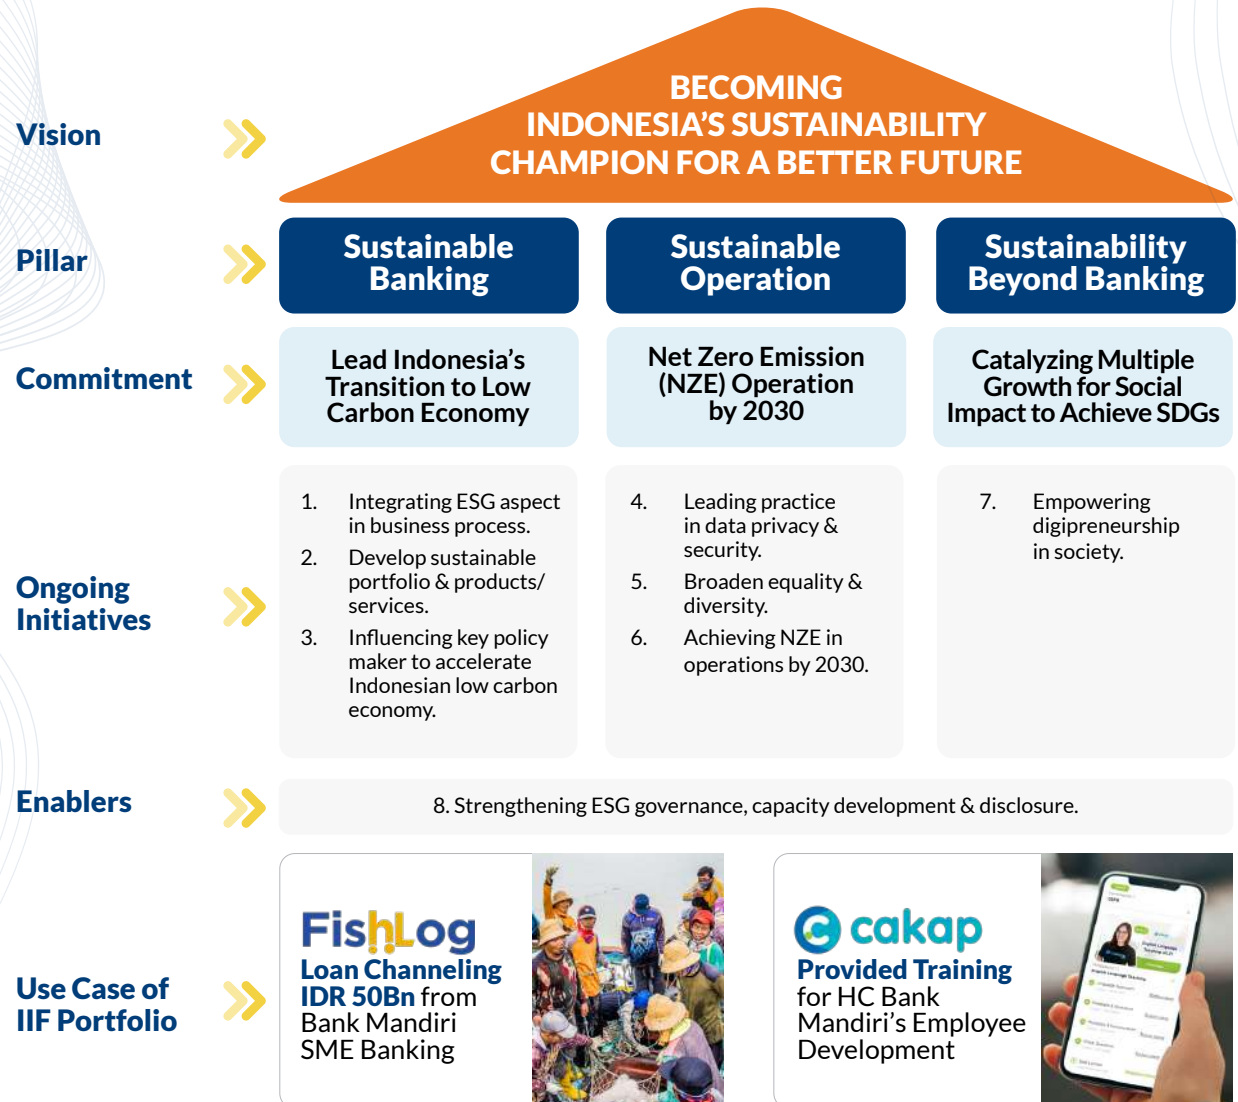 BECOMING
INDONESIA'S SUSTAINABILITY
CHAMPION FOR A BETTER FUTURE
Vision
Pillar
Sustainable
Banking
Sustainable
Operation
Sustainability
Beyond Banking
Commitment
Lead Indonesia's
Transition to Low
Carbon Economy
Net Zero Emission
(NZE) Operation
by 2030
Catalyzing Multiple
Growth for Social
Impact to Achieve SDGs
Ongoing
Initiatives
1. Integrating ESG aspect
in business process.
2. Develop sustainable
portfolio & products/
services.
3. Influencing key policy
maker to accelerate
Indonesian low carbon
economy.
4. Leading practice
in data privacy &
security.
5. Broaden equality &
diversity.
6. Achieving NZE in
operations by 2030.
7. Empowering
digipreneurship
in society.
Enablers
8. Strengthening ESG governance, capacity development & disclosure.
Use Case of
IIF Portfolio
FishLog
Loan Channeling
IDR 50Bn from
Bank Mandiri
SME Banking
cakap
Provided Training
for HC Bank
Mandiri's Employee
Development